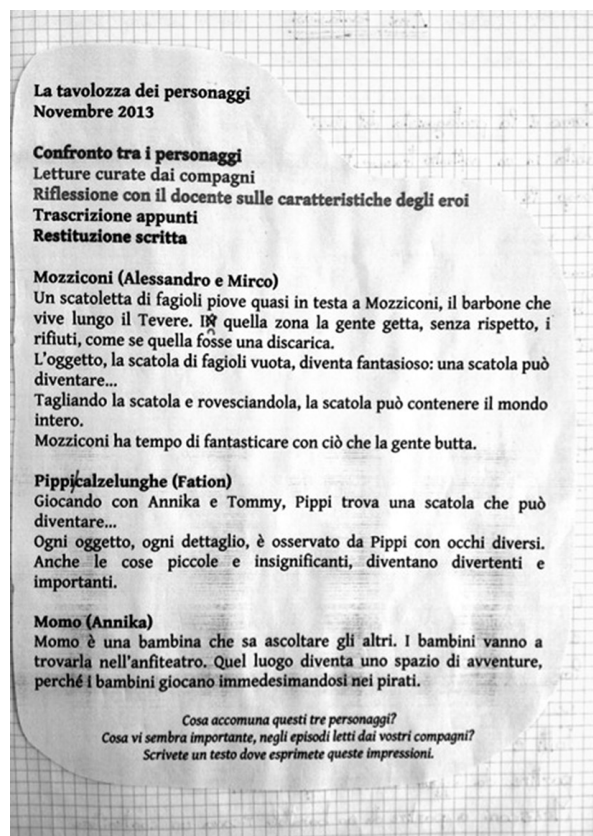 La tavolozza dei personaggi
Novembre 2013
Confronto tra i personaggi
Letture curate dai compagni
Riflessione con il docente sulle caratteristiche degli eroi
Trascrizione appunti
Restituzione scritta
Mozziconi (Alessandro e Mirco)
Un scatoletta di fagioli piove quasi in testa a Mozziconi, il barbone che
vive lungo il Tevere. In quella zona la gente getta, senza rispetto, i
rifiuti, come se quella fosse una discarica.
L'oggetto, la scatola di fagioli vuota, diventa fantasioso: una scatola può
diventare...
Tagliando la scatola e rovesciandola, la scatola può contenere il mondo
intero.
Mozziconi ha tempo di fantasticare con ciò che la gente butta.
Pippicalzelunghe (Fation)
Giocando con Annika e Tommy, Pippi trova una scatola che può
diventare...
Ogni oggetto, ogni dettaglio, è osservato da Pippi con occhi diversi.
Anche le cose piccole e insignificanti, diventano divertenti e
importanti.
Momo (Annika)
Momo è una bambina che sa ascoltare gli altri. I bambini vanno a
trovarla nell'anfiteatro. Quel luogo diventa uno spazio di avventure,
perché i bambini giocano immedesimandosi nei pirati.
Cosa accomuna questi tre personaggi?
Cosa vi sembra importante, negli episodi letti dai vostri compagni?
Scrivete un testo dove esprimete queste impressioni.